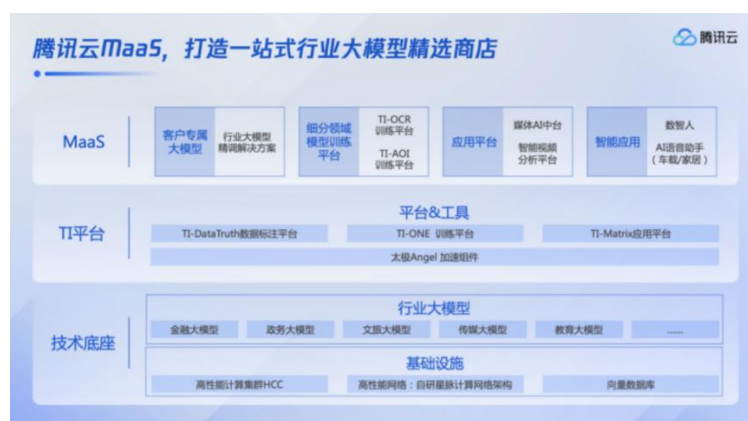 腾讯云MaaS，打造一站式行业大模型精选商店
腾讯云
MaaS
客户专属
大模型
行业大模型
精调解决方案
细分领域
模型训练
平台
TI-OCR
训练平台
TI-AOI
训练平台
应用平台
媒体AI中台
智能视频
分析平台
智能应用
数智人
AI语音助手
（车载/家居）
TI平台
平台&工具
TI-DataTruth数据标注平台
TI-ONE 训练平台
TI-Matrix应用平台
太极Angel 加速组件
技术底座
行业大模型
金融大模型
政务大模型
文旅大模型
传媒大模型
教育大模型
......
基础设施
高性能计算集群HCC
高性能网络：自研星脉计算网络架构
向量数据库